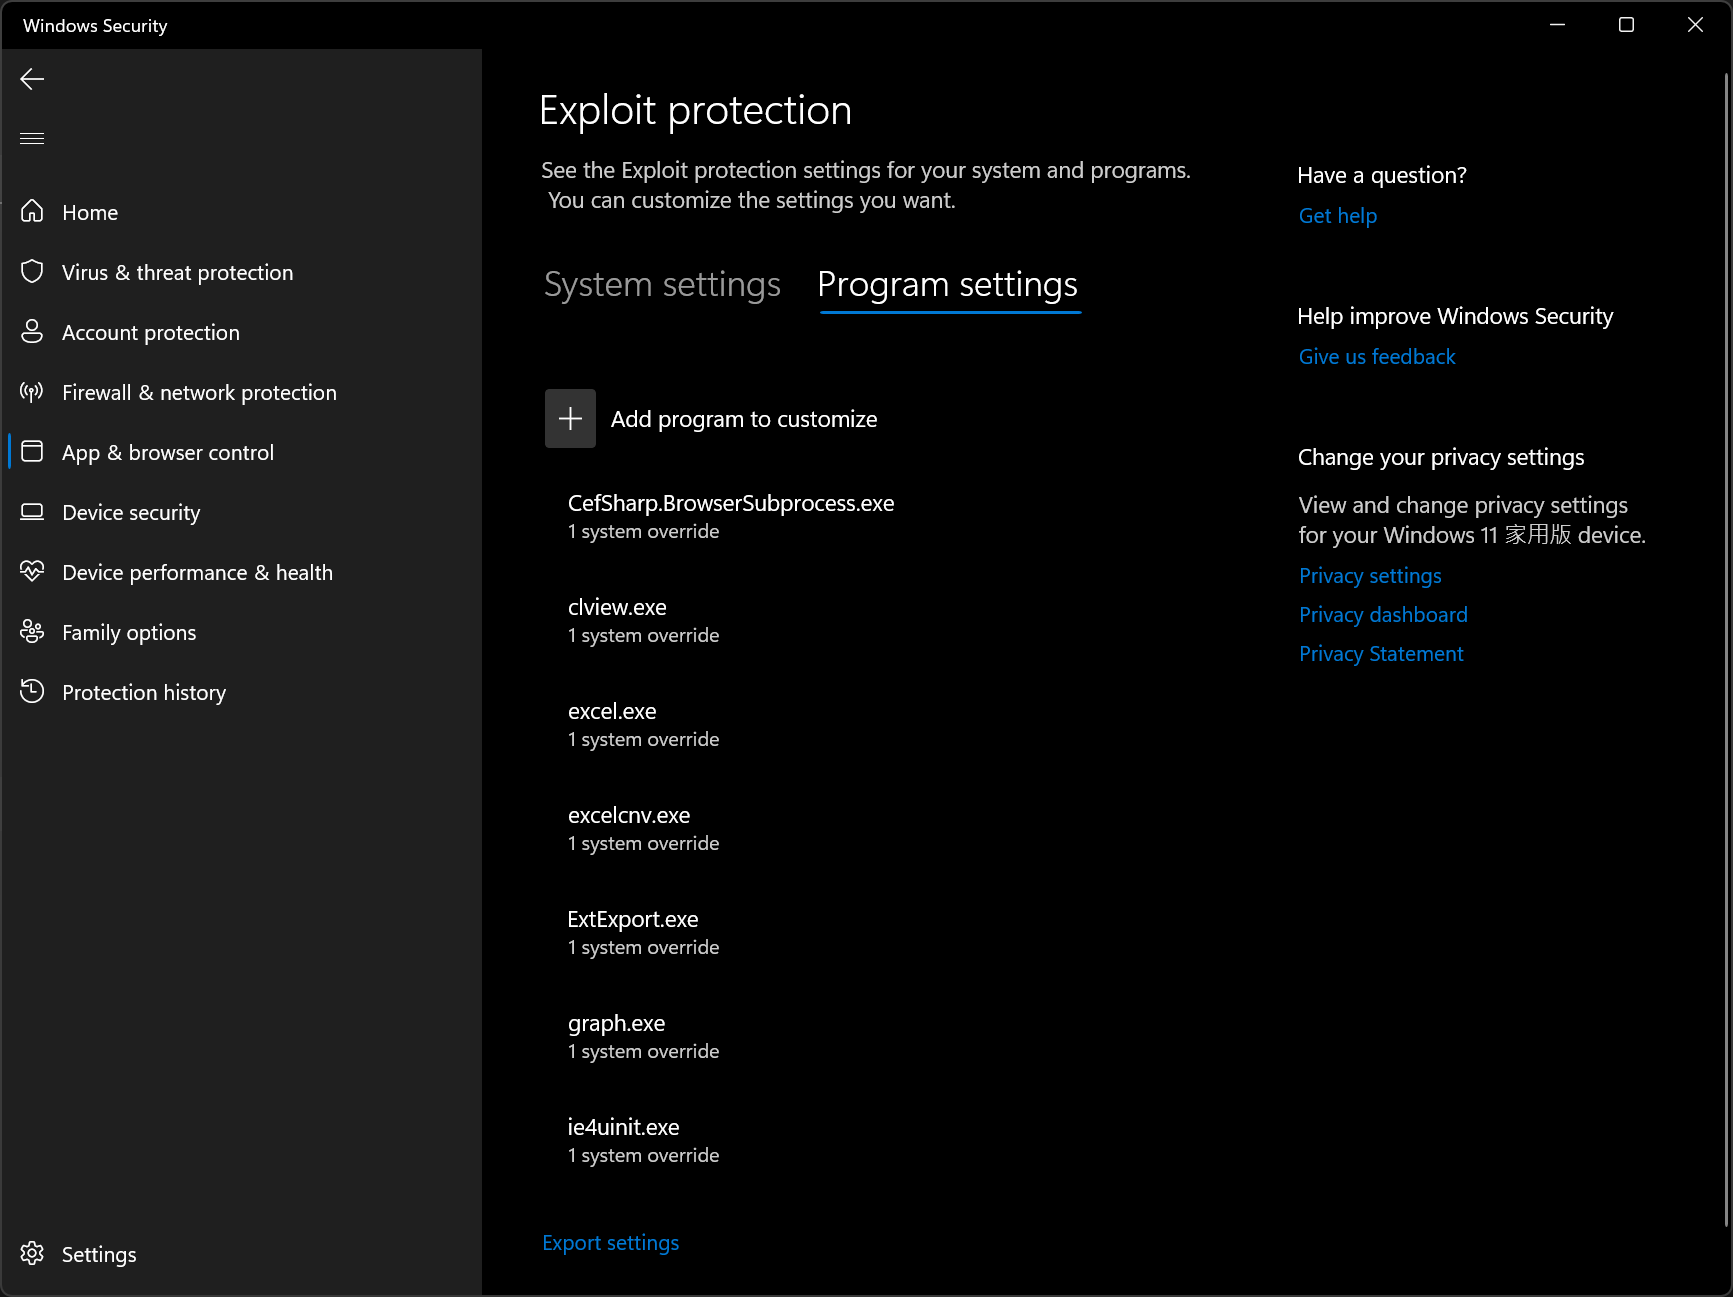 Windows Security
Home
Virus & threat protection
Account protection
Firewall & network protection
App & browser control
Device security
Device performance & health
Family options
Protection history
Settings
Exploit protection
See the Exploit protection settings for your system and programs.
You can customize the settings you want.
System settings
Program settings
Add program to customize
CefSharp.BrowserSubprocess.exe
1 system override
clview.exe
1 system override
excel.exe
1 system override
excelcnv.exe
1 system override
ExtExport.exe
1 system override
graph.exe
1 system override
ie4uinit.exe
1 system override
Export settings
Have a question?
Get help
Help improve Windows Security
Give us feedback
Change your privacy settings
View and change privacy settings
for your Windows 11 家用版 device.
Privacy settings
Privacy dashboard
Privacy Statement